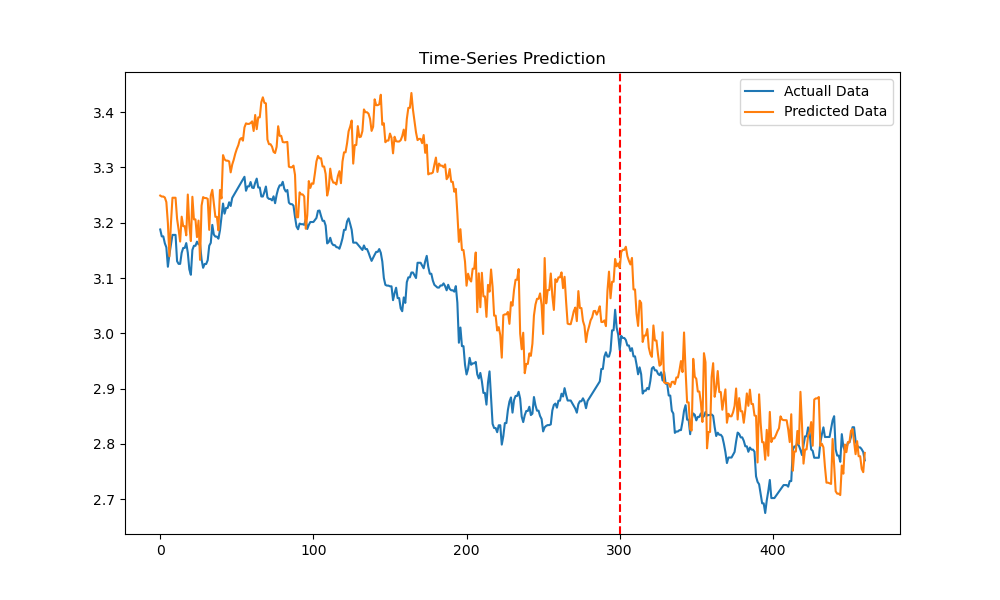 Time-Series Prediction
Actuall Data
Predicted Data
3.4
3.3
3.2
3.1
3.0
2.9
2.8
2.7
0 100 200 300 400